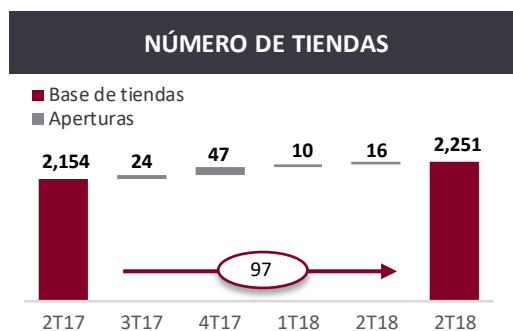 NÚMERO DE TIENDAS
Base de tiendas
Aperturas
2,154 24 47 10 16 2,251
97
2T17 3T17 4T17 1T18 2T18 2T18